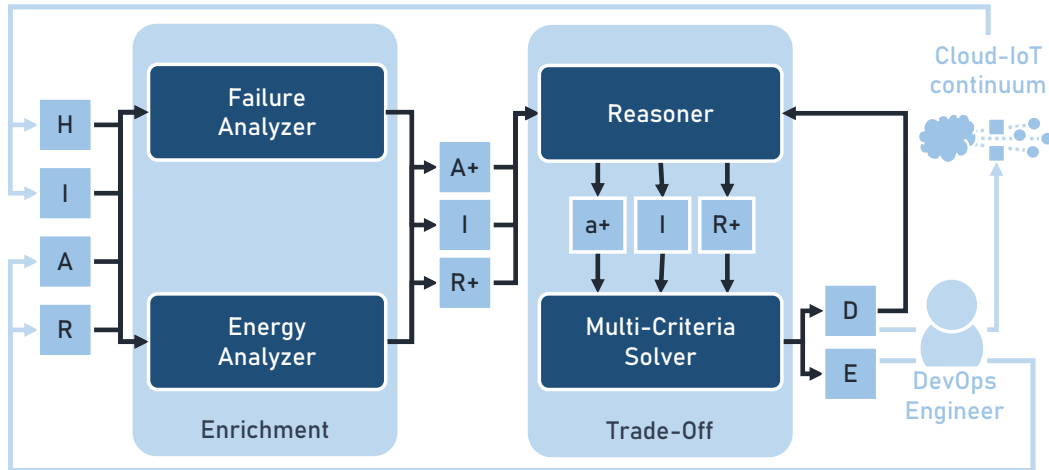 H
I
A
R
Failure
Analyzer
Energy
Analyzer
Enrichment
A+
I
R+
Reasoner
a+
I
R+
Multi-Criteria
Solver
Trade-Off
D
E
Cloud-IoT
continuum
DevOps
Engineer